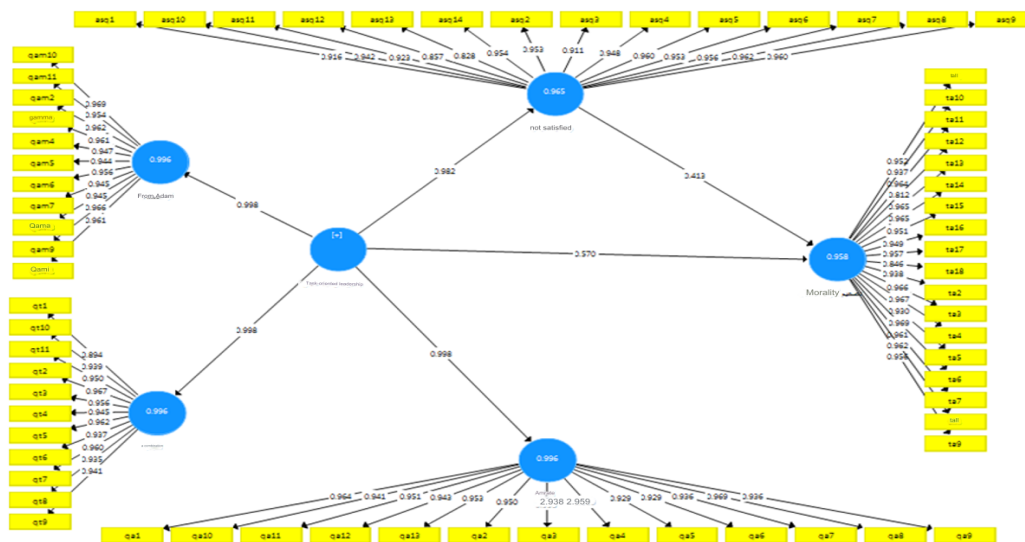 asq1 asq10 asq11 asq12 asq13 asq14 asq2 asq3 asq4 asq5 asq6 asq7 asq8 asq9
0.916 0.942 0.923 0.857 0.828 0.954 0.953 0.911 0.948 0.960 0.953 0.956 0.962 0.960
0.965
not satisfied
qam10
qam11
qam2
gamma
qam4
qam5
qam6
qam7
Qama
qam9
Qami
0.969
0.954
0.962
0.961
0.947
0.944
0.956
0.945
0.945
0.966
0.961
0.996
From Adam
0.998
0.982
0.413
[+]
0.570
0.998
0.998
ta10
ta11
ta12
ta13
ta14
ta15
ta16
ta17
ta18
ta2
ta3
ta4
ta5
ta6
ta7
ta9
0.952
0.937
0.964
0.812
0.965
0.965
0.951
0.949
0.957
0.846
0.938
0.966
0.967
0.930
0.969
0.961
0.962
0.956
0.958
Morality
qt1
qt10
qt11
qt2
qt3
qt4
qt5
qt6
qt7
qt8
qt9
0.894
0.939
0.950
0.967
0.956
0.945
0.962
0.937
0.960
0.935
0.941
0.996
0.996
0.964 0.941 0.951 0.943 0.953 0.950 2.938 2.959 0.929 0.929 0.936 0.969 0.936
qa1 qa10 qa11 qa12 qa13 qa2 qa3 qa4 qa5 qa6 qa7 qa8 qa9